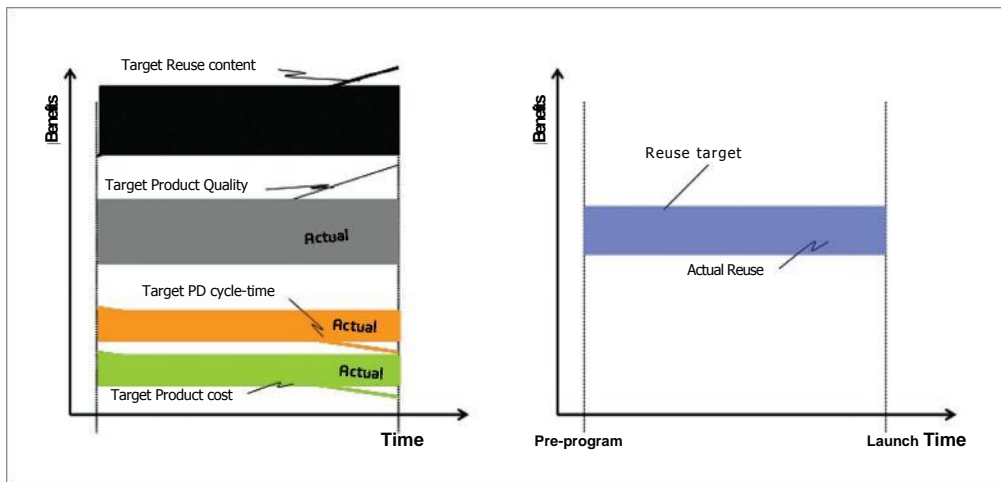 Target Reuse content
Benefits
Target Product Quality
Actual
Target PD cycle-time
Actual
Actual
Target Product cost
Time
Benefits
Reuse target
Actual Reuse
Pre-program
Launch Time